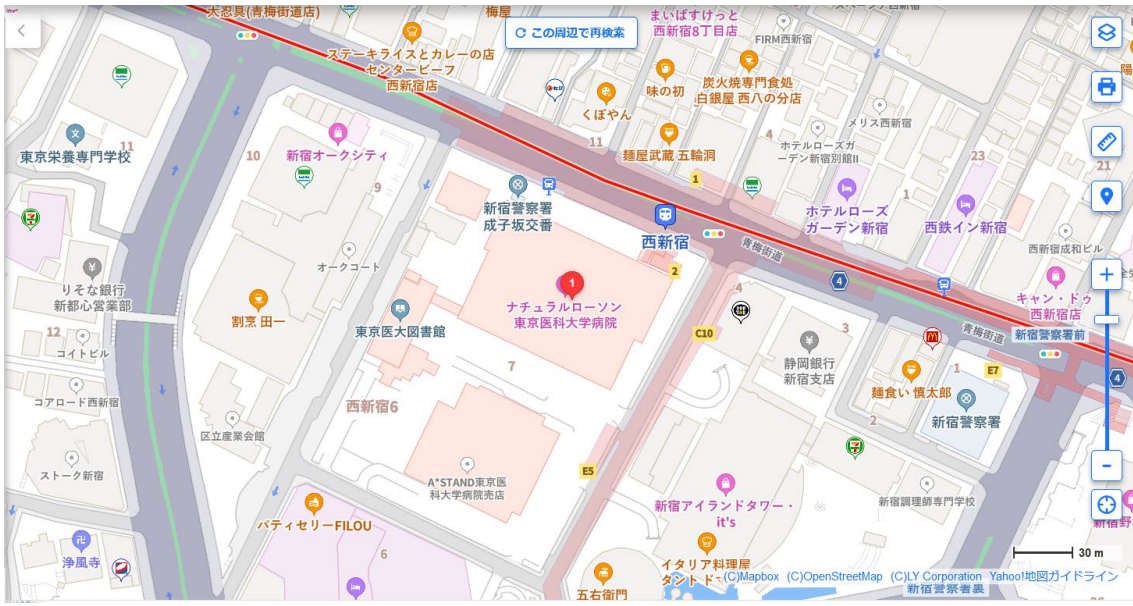 大忍具(青梅街道店)
梅屋
まいばすけっと
西新宿8丁目店
この周辺で再検索
FIRM西新宿
ステーキライスとカレーの店
センタービーフ
西新宿店
味の初
炭火焼専門食処
白銀屋 西八の分店
くぼやん
メリス西新宿
11
4
東京栄養専門学校
11
10
新宿オークシティ
麺屋武蔵 五輪洞
ホテルローズガ
ーデン新宿別館II
23
21
9
1
1
新宿警察署
成子坂交番
ホテルローズ
ガーデン新宿
西鉄イン新宿
西新宿
青梅街道
西新宿成和ビル
オークコート
2
4
4
りそな銀行
新都心営業部
割烹 田一
1
ナチュラルローソン
東京医科大学病院
キャン・ドゥ
西新宿店
東京医大図書館
C10
3
青梅街道
新宿警察署前
12
コイトビル
静岡銀行
新宿支店
7
1
E7
4
コアロード西新宿
西新宿6
麺食い 慎太郎
新宿警察署
区立産業会館
2
ストーク新宿
E5
A*STAND東京医
科大学病院売店
新宿アイランドタワー・
it's
新宿調理師専門学校
パティセリーFILOU
浄風寺
6
イタリア料理屋
30 m
五右衛門
(C)Mapbox (C)OpenStreetMap (C)LY Corporation Yahoo!地図ガイドライン
新宿警察署裏